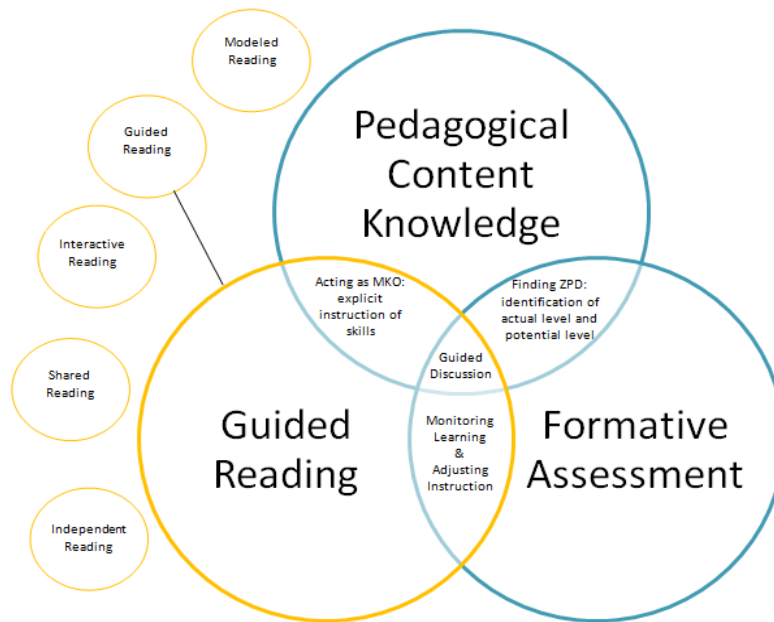 Modeled
Reading
Guided
Reading
Interactive
Reading
Shared
Reading
Independent
Reading
Pedagogical
Content
Knowledge
Acting as MKO:
explicit
instruction of
skills
Finding ZPD:
identification of
actual level and
potential level
Guided
Discussion
Guided
Reading
Monitoring
Learning
&
Adjusting
Instruction
Formative
Assessment